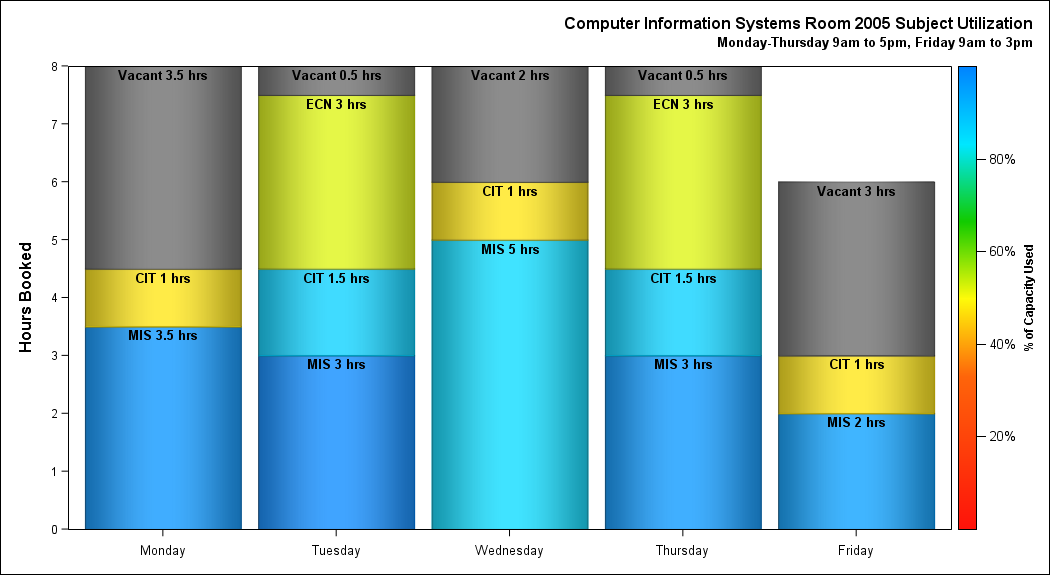 Computer Information Systems Room 2005 Subject Utilization
Monday-Thursday 9am to 5pm, Friday 9am to 3pm
Hours Booked
8
7
6
5
4
3
2
1
0
Vacant 3.5 hrs
CIT 1 hrs
MIS 3.5 hrs
Vacant 0.5 hrs
ECN 3 hrs
CIT 1.5 hrs
MIS 3 hrs
Vacant 2 hrs
CIT 1 hrs
MIS 5 hrs
Vacant 0.5 hrs
ECN 3 hrs
CIT 1.5 hrs
MIS 3 hrs
Vacant 3 hrs
CIT 1 hrs
MIS 2 hrs
Monday
Tuesday
Wednesday
Thursday
Friday
80%
60%
40%
20%
% of Capacity Used